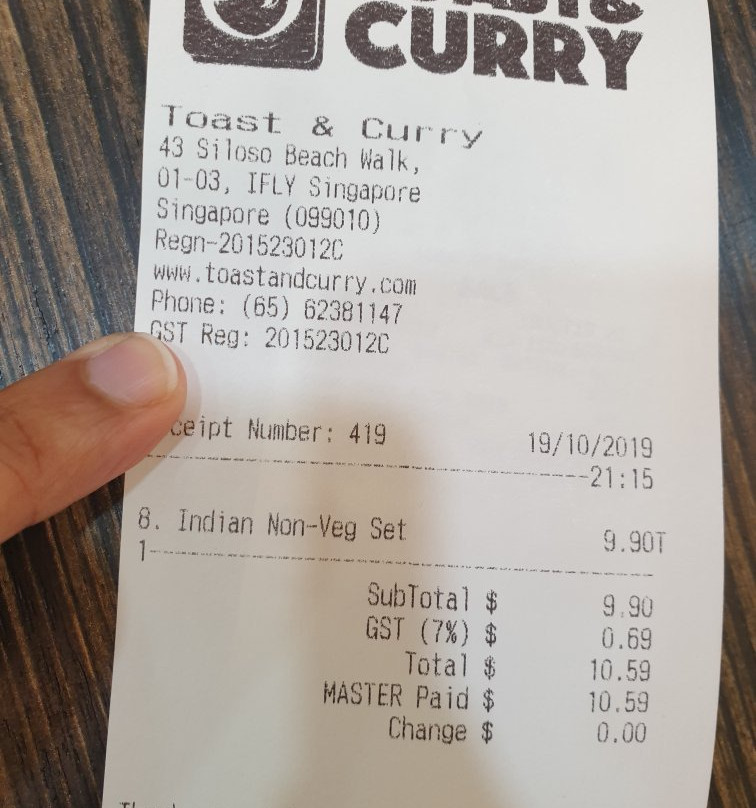 CURRY
Toast & Curry
43 Siloso Beach Walk,
01-03, IFLY Singapore
Singapore (099010)
Regn-201523012C
www.toastandcurry.com
Phone: (65) 62381147
GST Reg: 201523012C
ceipt Number: 419 19/10/2019
21:15
8. Indian Non-Veg Set 9.90T
1
SubTotal $ 9.90
GST (7%) $ 0.69
Total $ 10.59
MASTER Paid $ 10.59
Change $ 0.00